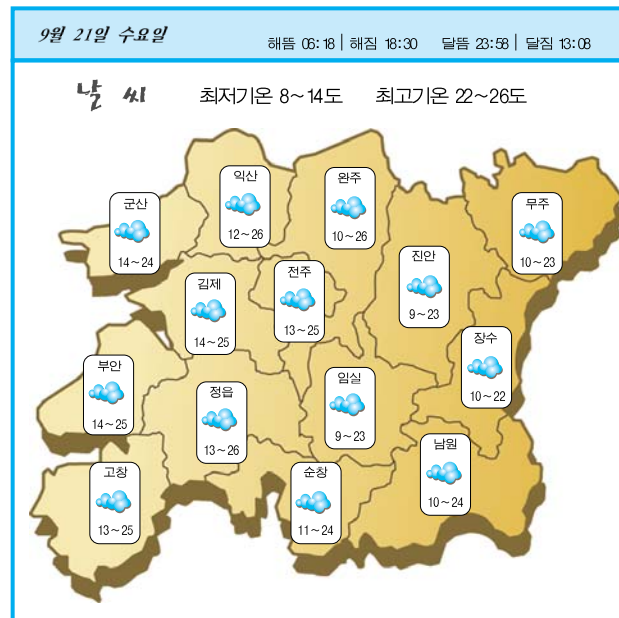 9월 21일 수요일
해뜸 06:18 | 해짐 18:30 달뜸 23:58 | 달짐 13:08
날 씨 최저기온 8~14도 최고기온 22~26도
익산
12~26
완주
10~26
군산
14~24
무주
10~23
진안
9~23
김제
14~25
전주
13~25
장수
10~22
부안
14~25
정읍
13~26
임실
9~23
남원
10~24
고창
13~25
순창
11~24